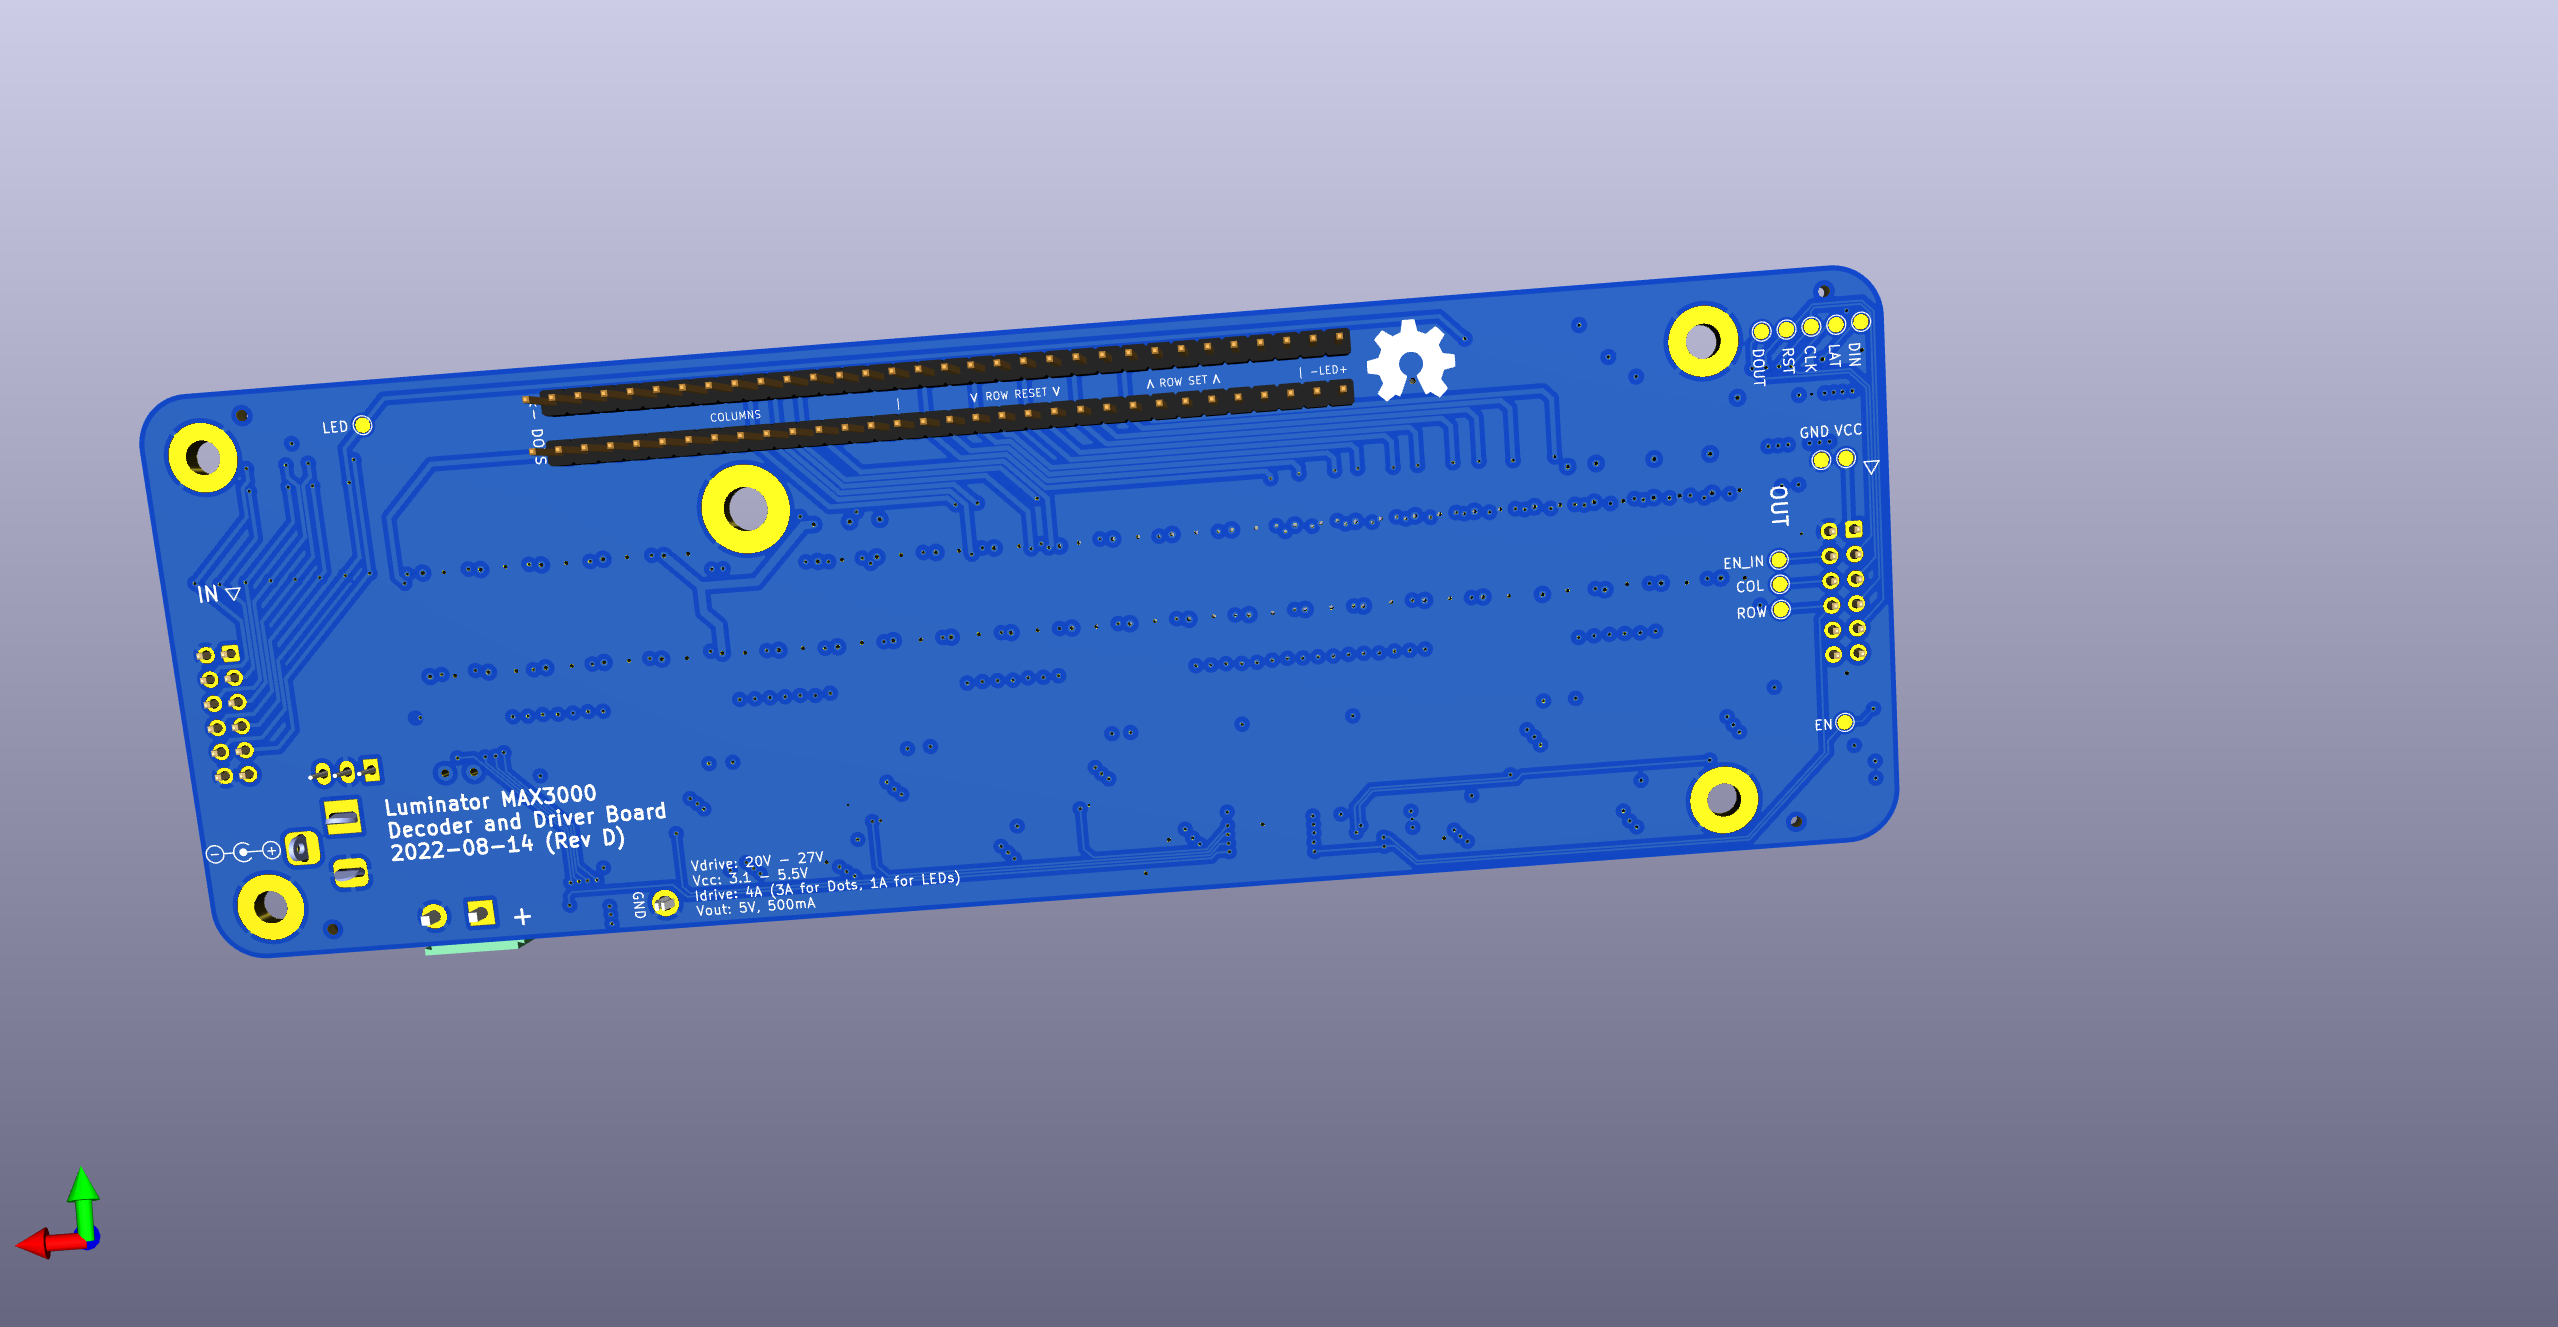 LED
COLUMNS
|
V ROW RESET V
Λ ROW SET Λ
| -LED+
DOUT
RST
CLK
LAT
DIN
GND VCC
OUT
EN_IN
COL
ROW
EN
IN
Luminator MAX3000
Decoder and Driver Board
2022-08-14 (Rev D)
- +
+
GND
Vdrive: 20V - 27V
Vcc: 3.1 - 5.5V
Idrive: 4A (3A for Dots, 1A for LEDs)
Vout: 5V, 500mA